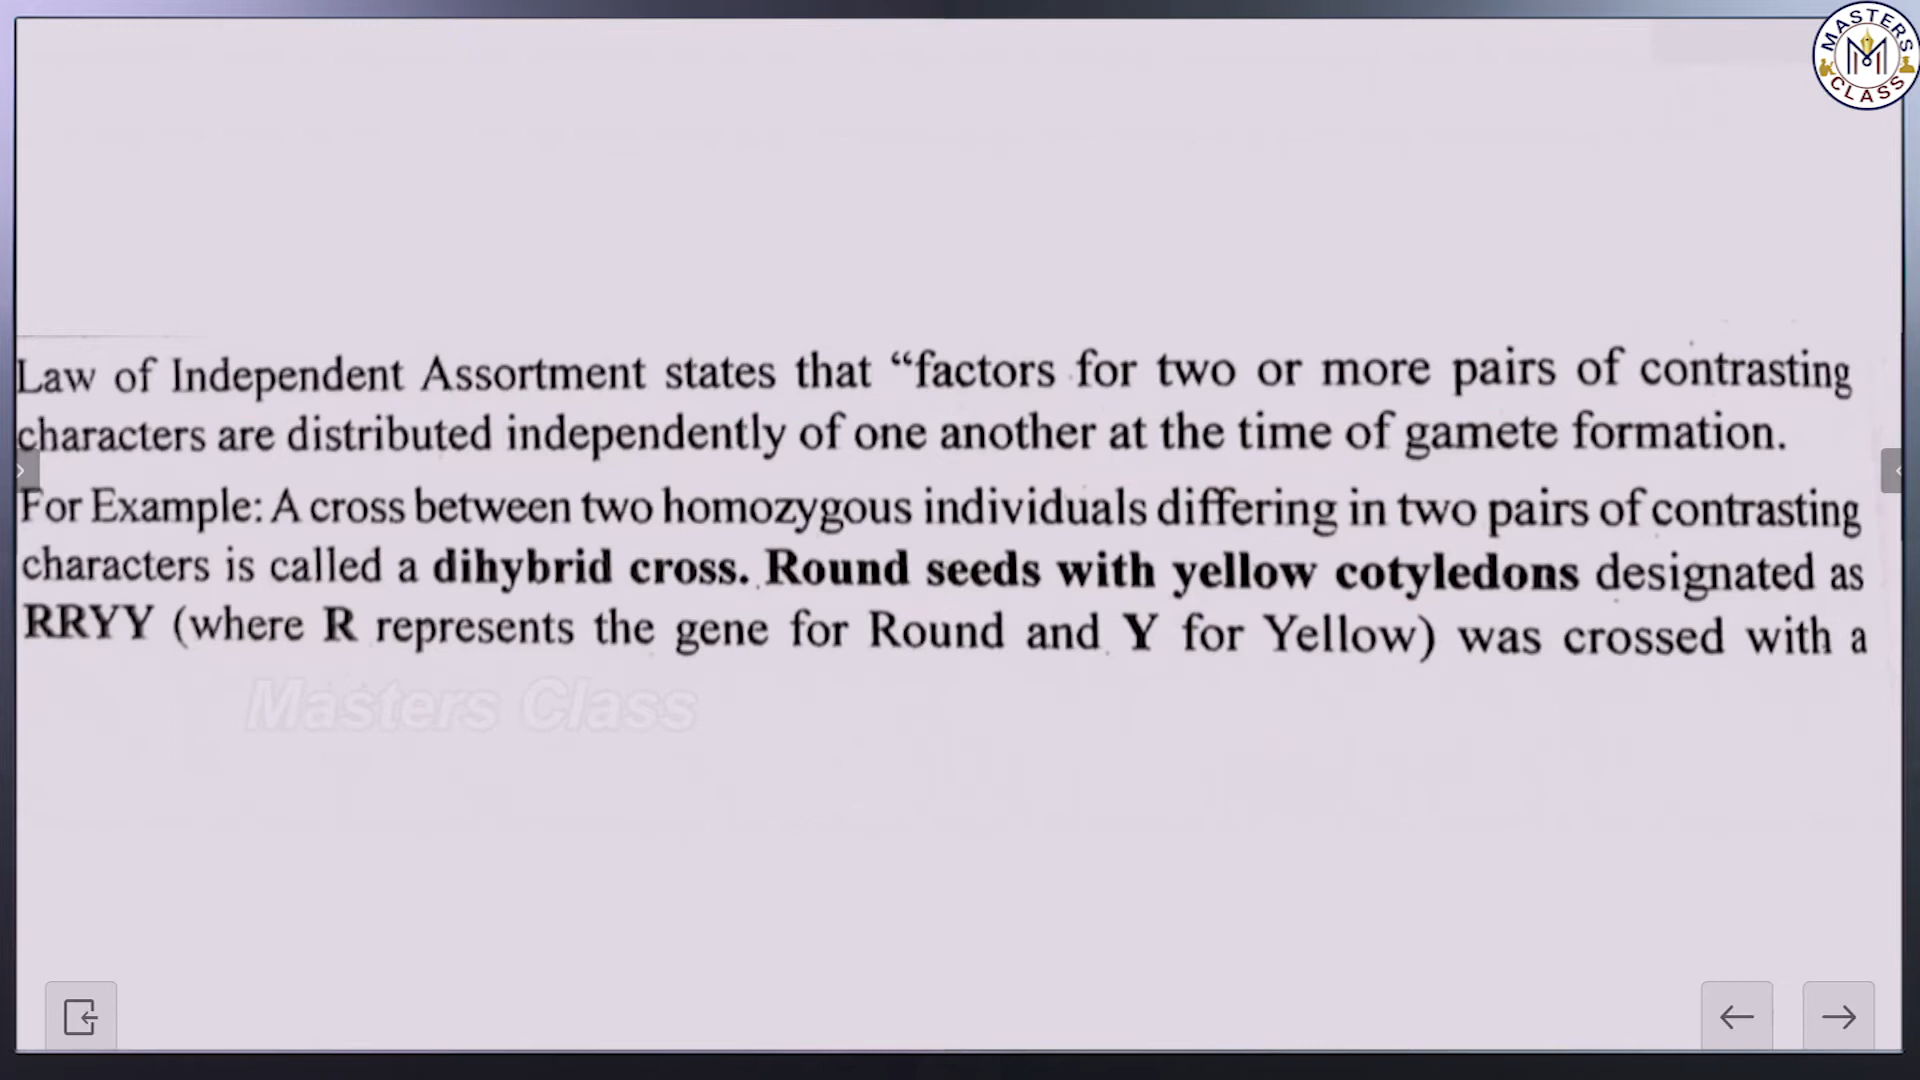 MASTERS CLASS
Law of Independent Assortment states that “factors for two or more pairs of contrasting
characters are distributed independently of one another at the time of gamete formation.
For Example: A cross between two homozygous individuals differing in two pairs of contrasting
characters is called a dihybrid cross. Round seeds with yellow cotyledons designated as
RRYY (where R represents the gene for Round and Y for Yellow) was crossed with a
Masters Class